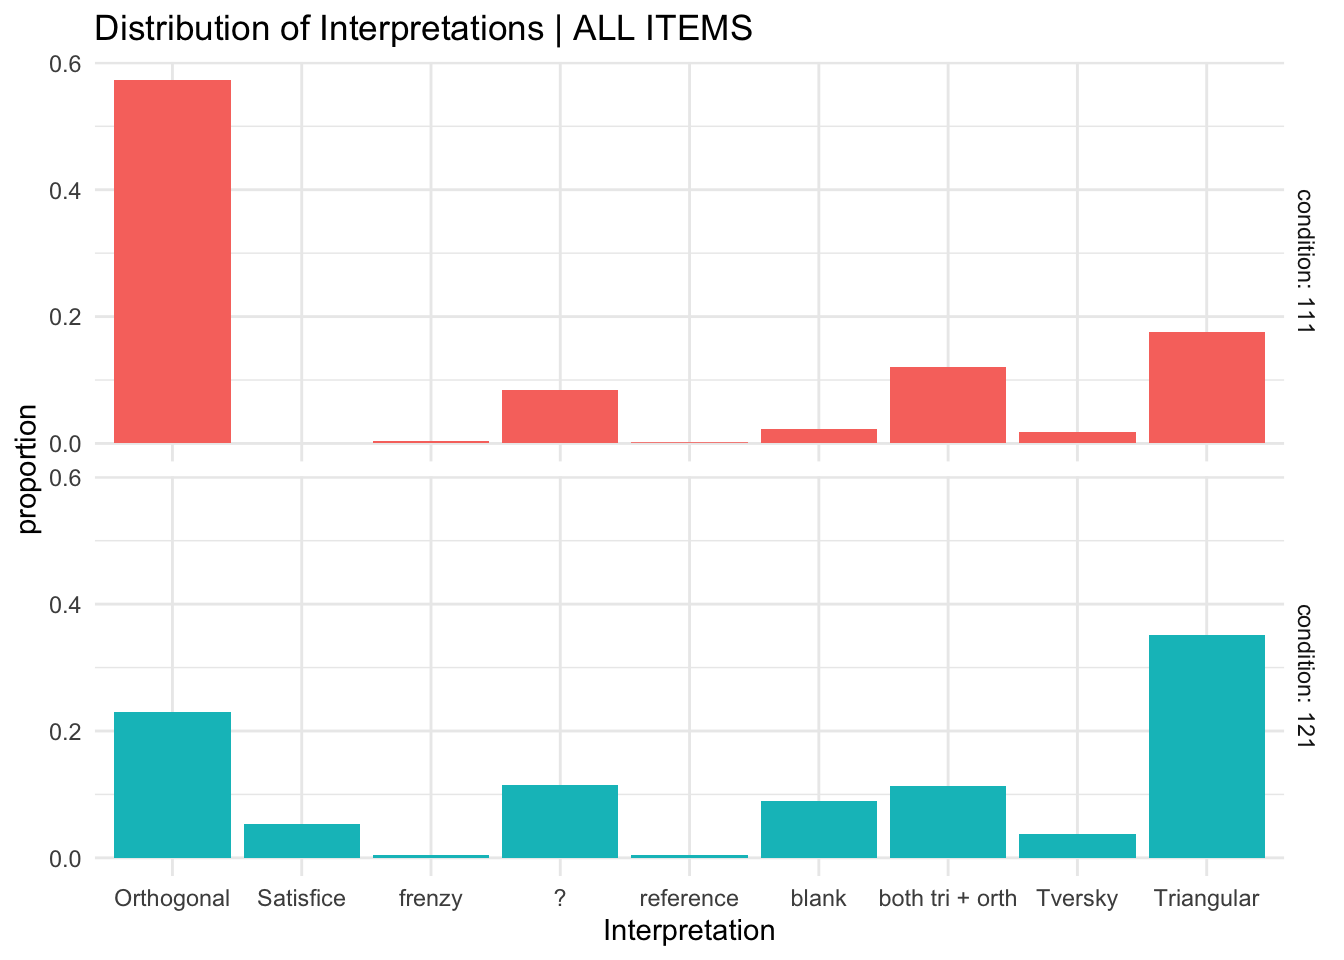 Distribution of Interpretations | ALL ITEMS
0.6
0.4
0.2
0.0
condition: 111
proportion
0.6
0.4
0.2
0.0
condition: 121
Orthogonal Satisfice frenzy ? reference blank both tri + orth Tversky Triangular
Interpretation